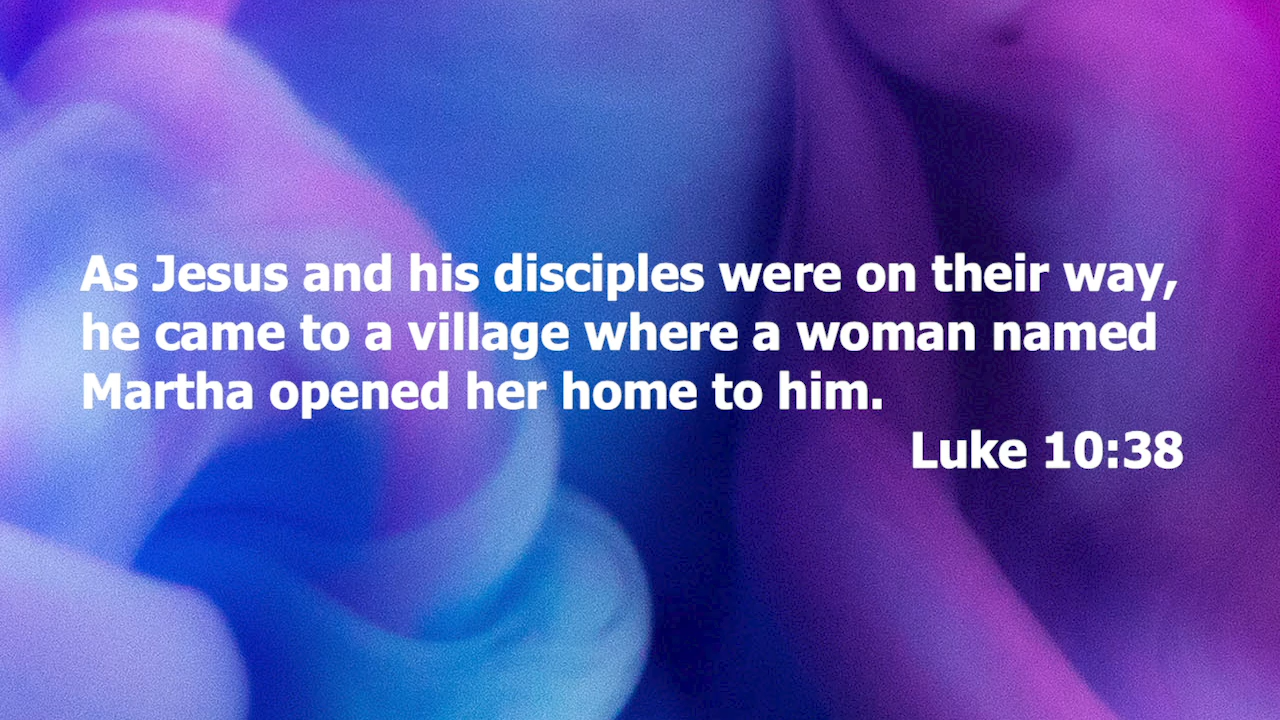 As Jesus and his disciples were on their way,
he came to a village where a woman named
Martha opened her home to him.
Luke 10:38